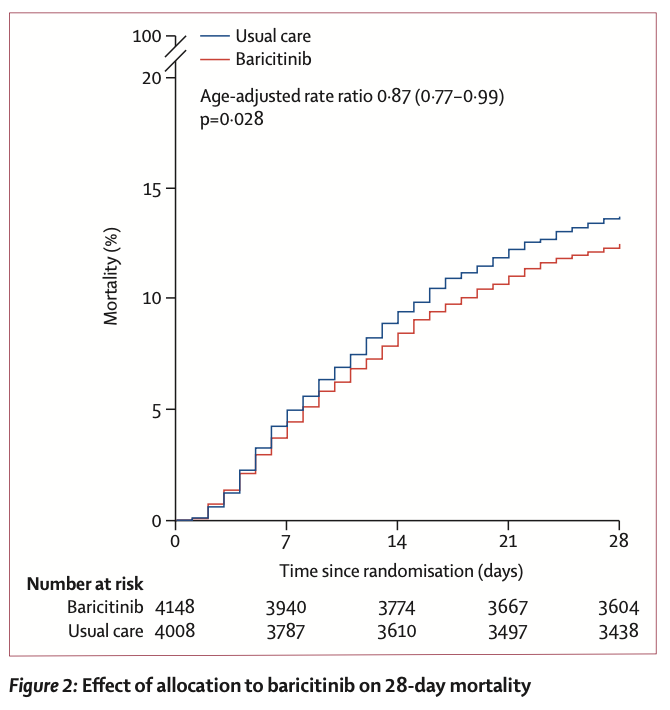 100
Usual care
Baricitinib
20
Age-adjusted rate ratio 0·87 (0·77–0·99)
p=0·028
15
Mortality (%)
10
5
0
0 7 14 21 28
Time since randomisation (days)
Number at risk
Baricitinib 4148 3940 3774 3667 3604
Usual care 4008 3787 3610 3497 3438
Figure 2: Effect of allocation to baricitinib on 28-day mortality